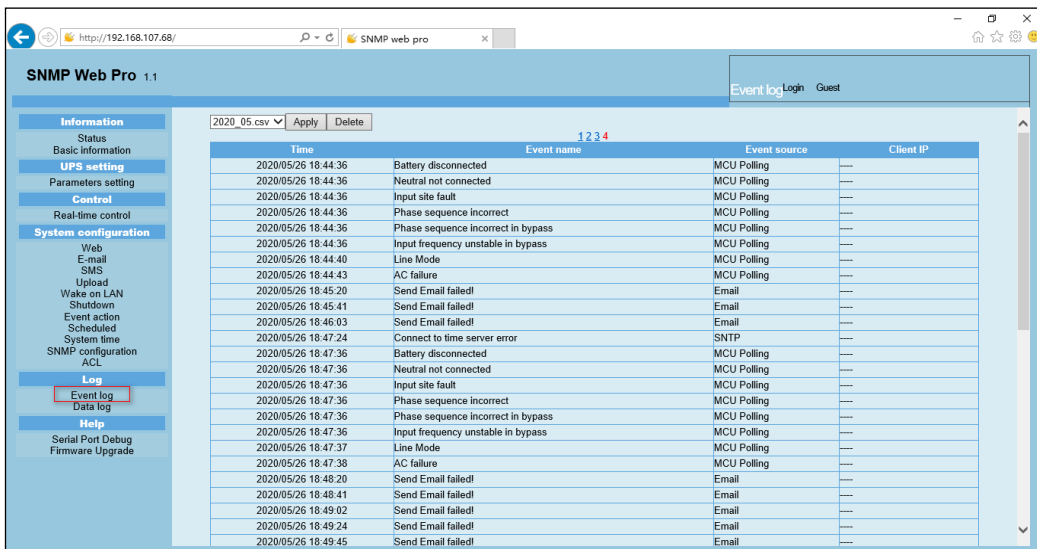 http://192.168.107.68/
SNMP web pro
SNMP Web Pro 1.1
Event log Login Guest
Information
Status
Basic information
UPS setting
Parameters setting
Control
Real-time control
System configuration
Web
E-mail
SMS
Upload
Wake on LAN
Shutdown
Event action
Scheduled
System time
SNMP configuration
ACL
Log
Event log
Data log
Help
Serial Port Debug
Firmware Upgrade
2020_05.csv Apply Delete
1 2 3 4
Time Event name Event source Client IP
2020/05/26 18:44:36 Battery disconnected MCU Polling ----
2020/05/26 18:44:36 Neutral not connected MCU Polling ----
2020/05/26 18:44:36 Input site fault MCU Polling ----
2020/05/26 18:44:36 Phase sequence incorrect MCU Polling ----
2020/05/26 18:44:36 Phase sequence incorrect in bypass MCU Polling ----
2020/05/26 18:44:36 Input frequency unstable in bypass MCU Polling ----
2020/05/26 18:44:40 Line Mode MCU Polling ----
2020/05/26 18:44:43 AC failure MCU Polling ----
2020/05/26 18:45:20 Send Email failed! Email ----
2020/05/26 18:45:41 Send Email failed! Email ----
2020/05/26 18:46:03 Send Email failed! Email ----
2020/05/26 18:47:24 Connect to time server error SNTP ----
2020/05/26 18:47:36 Battery disconnected MCU Polling ----
2020/05/26 18:47:36 Neutral not connected MCU Polling ----
2020/05/26 18:47:36 Input site fault MCU Polling ----
2020/05/26 18:47:36 Phase sequence incorrect MCU Polling ----
2020/05/26 18:47:36 Phase sequence incorrect in bypass MCU Polling ----
2020/05/26 18:47:36 Input frequency unstable in bypass MCU Polling ----
2020/05/26 18:47:37 Line Mode MCU Polling ----
2020/05/26 18:47:38 AC failure MCU Polling ----
2020/05/26 18:48:20 Send Email failed! Email ----
2020/05/26 18:48:41 Send Email failed! Email ----
2020/05/26 18:49:02 Send Email failed! Email ----
2020/05/26 18:49:24 Send Email failed! Email ----
2020/05/26 18:49:45 Send Email failed! Email ----